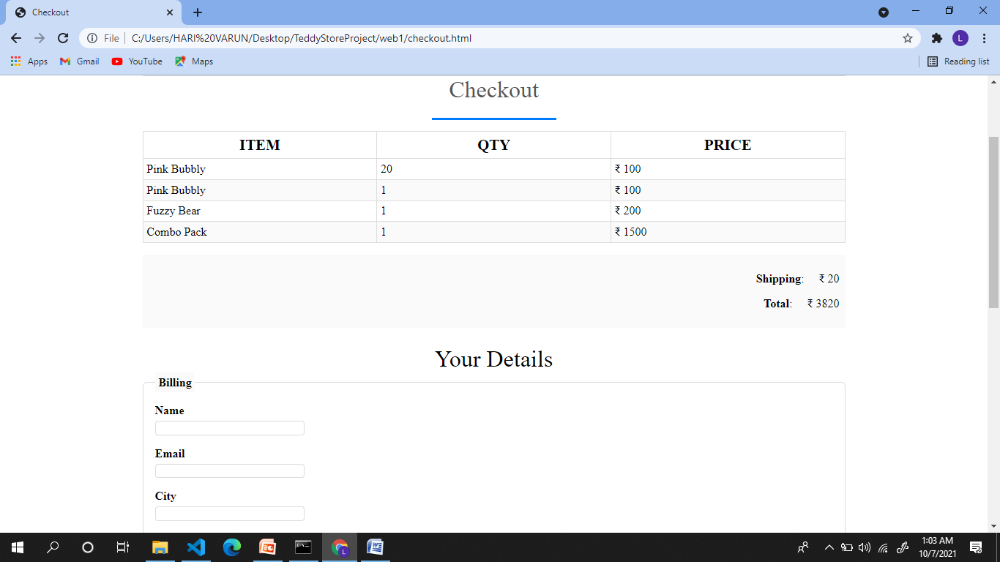 Checkout
File C:/Users/HARI%20VARUN/Desktop/TeddyStoreProject/web1/checkout.html L
Apps Gmail YouTube Maps Reading list
Checkout
ITEM QTY PRICE
Pink Bubbly 20 ₹ 100
Pink Bubbly 1 ₹ 100
Fuzzy Bear 1 ₹ 200
Combo Pack 1 ₹ 1500
Shipping: ₹ 20
Total: ₹ 3820
Your Details
Billing
Name
Email
City
1:03 AM
10/7/2021